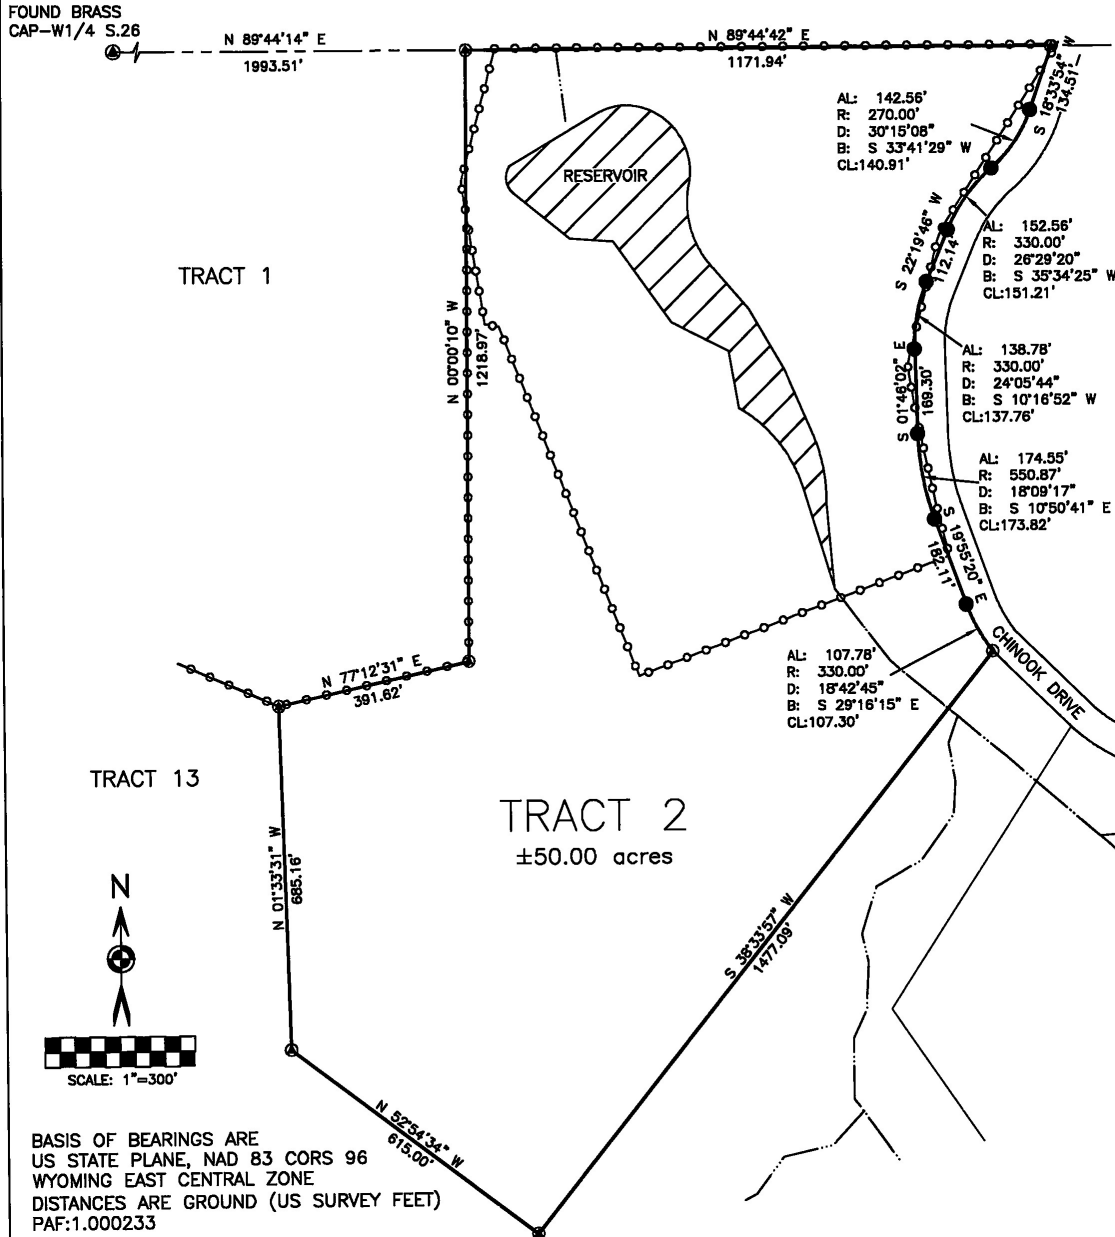 FOUND BRASS
CAP-W1/4 S.26
N 89°44'14" E
1993.51'
N 89°44'42" E
1171.94'
S 18°33'54" W
134.51'
AL: 142.56'
R: 270.00'
D: 30°15'08"
B: S 33°41'29" W
CL:140.91'
RESERVOIR
TRACT 1
S 22°19'46" W
112.14'
AL: 152.56'
R: 330.00'
D: 26°29'20"
B: S 35°34'25" W
CL:151.21'
N 00°00'10" W
1218.97'
S 01°46'02" E
169.30'
AL: 138.78'
R: 330.00'
D: 24°05'44"
B: S 10°16'52" W
CL:137.76'
AL: 174.55'
R: 550.87'
D: 18°09'17"
B: S 10°50'41" E
CL:173.82'
S 19°55'20" E
182.11'
CHINOOK DRIVE
AL: 107.78'
R: 330.00'
D: 18°42'45"
B: S 29°16'15" E
CL:107.30'
N 77°12'31" E
391.62'
TRACT 13
TRACT 2
±50.00 acres
N 01°33'31" W
685.16'
S 38°33'57" W
1477.09'
N
SCALE: 1"=300'
N 52°54'34" W
615.00'
BASIS OF BEARINGS ARE
US STATE PLANE, NAD 83 CORS 96
WYOMING EAST CENTRAL ZONE
DISTANCES ARE GROUND (US SURVEY FEET)
PAF:1.000233